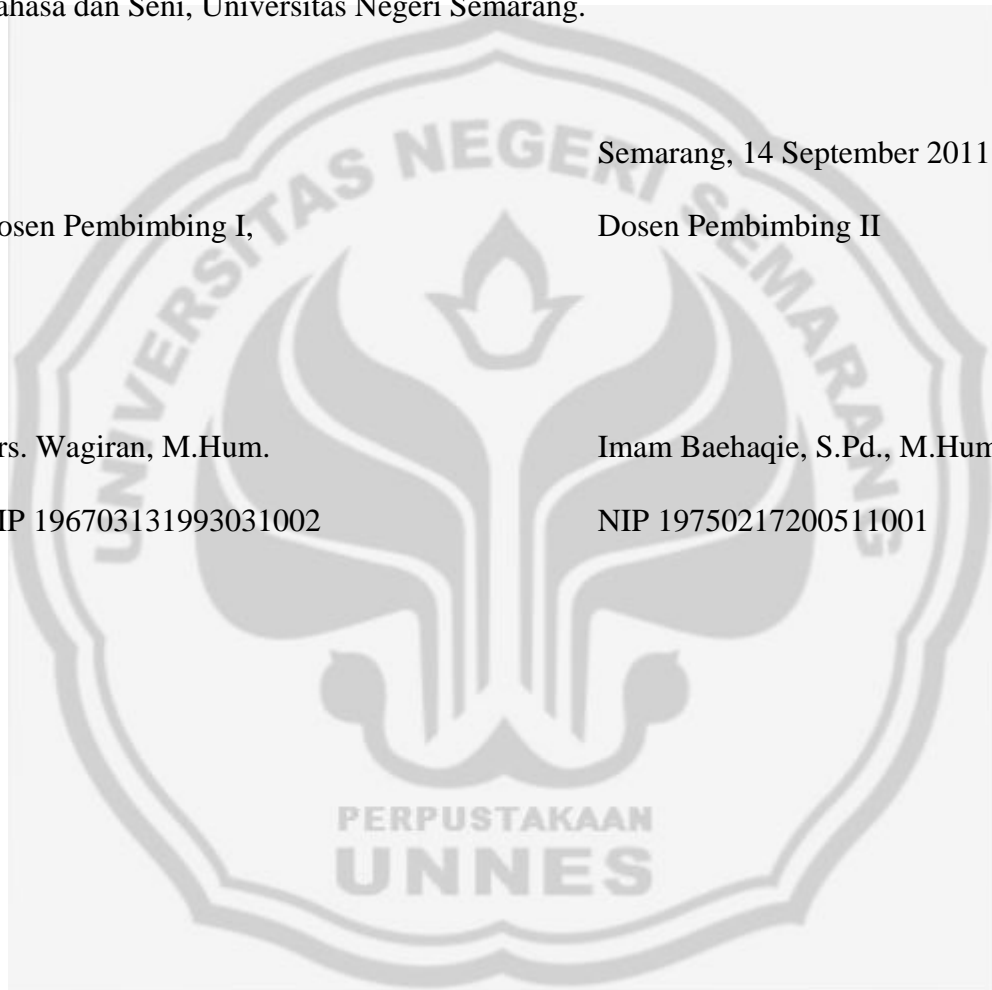 ahasa dan Seni, Universitas Negeri Semarang.
Semarang, 14 September 2011
osen Pembimbing I, Dosen Pembimbing II
rs. Wagiran, M.Hum. Imam Baehaqie, S.Pd., M.Hum
IP 196703131993031002 NIP 19750217200511001
UNIVERSITAS NEGERI SEMARANG
PERPUSTAKAAN
UNNES